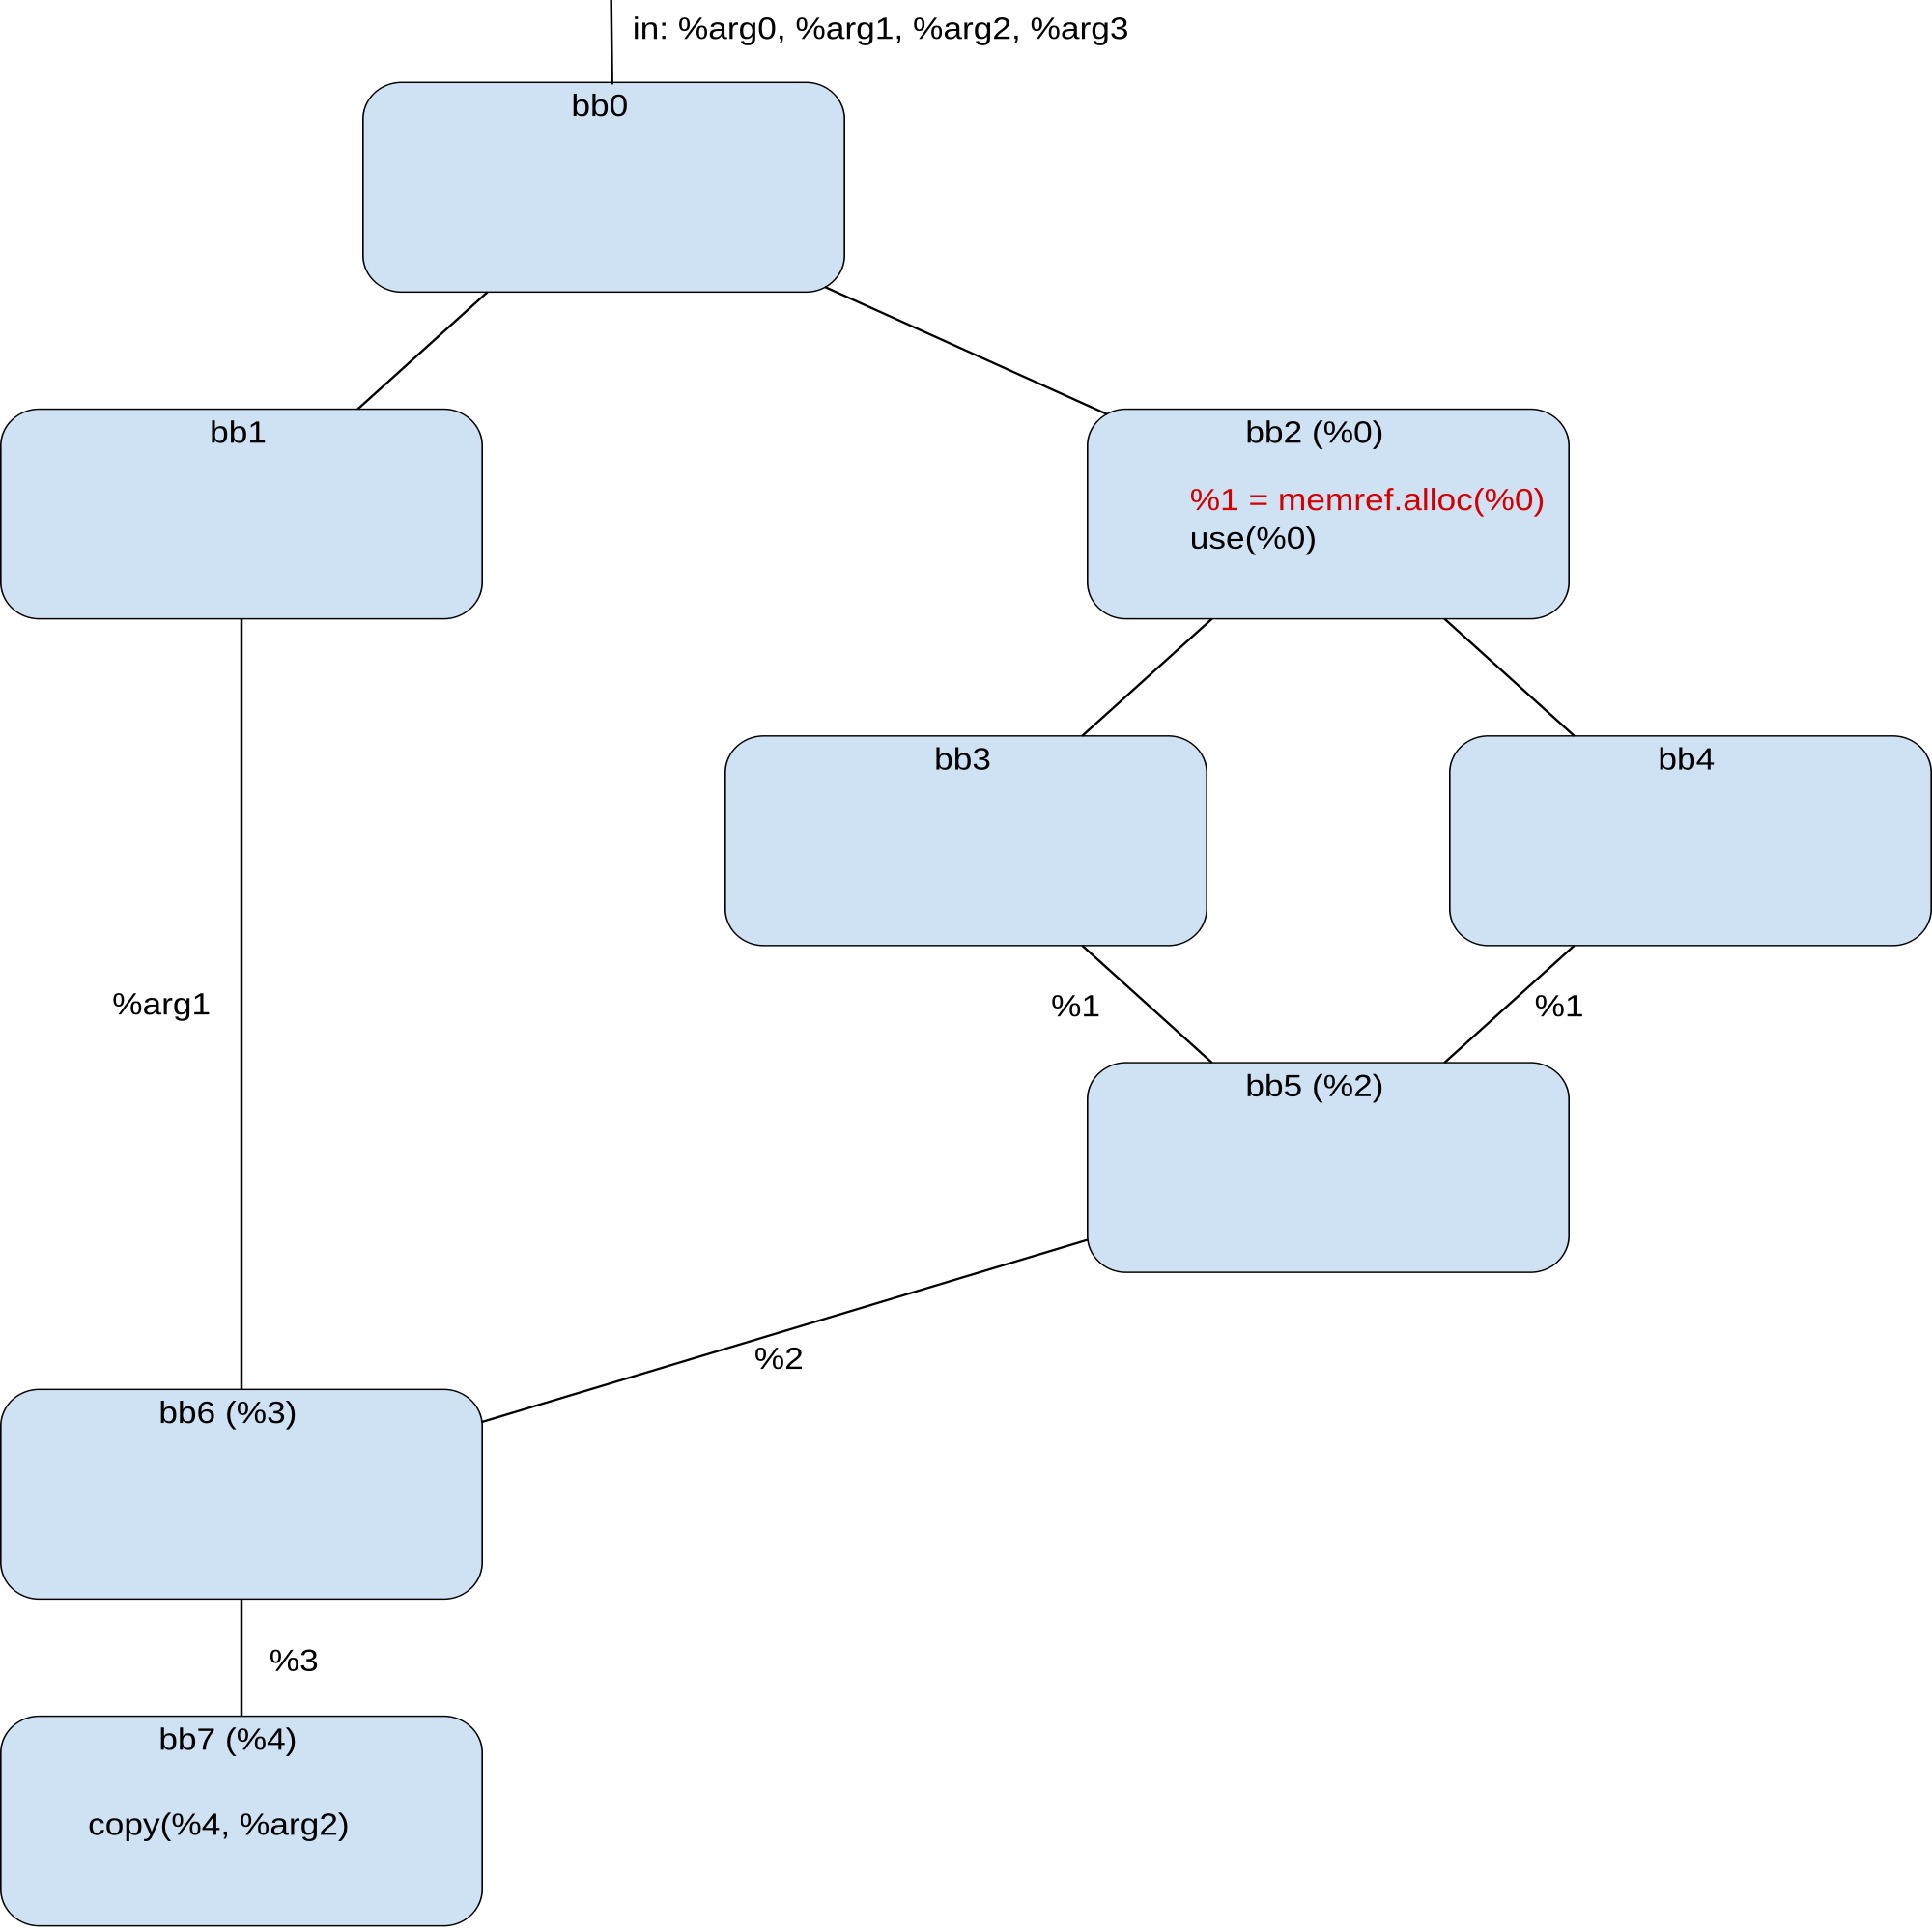 in: %arg0, %arg1, %arg2, %arg3
bb0
bb1
bb2 (%0)
%1 = memref.alloc(%0)
use(%0)
bb3
bb4
%arg1
%1
%1
bb5 (%2)
%2
bb6 (%3)
%3
bb7 (%4)
copy(%4, %arg2)